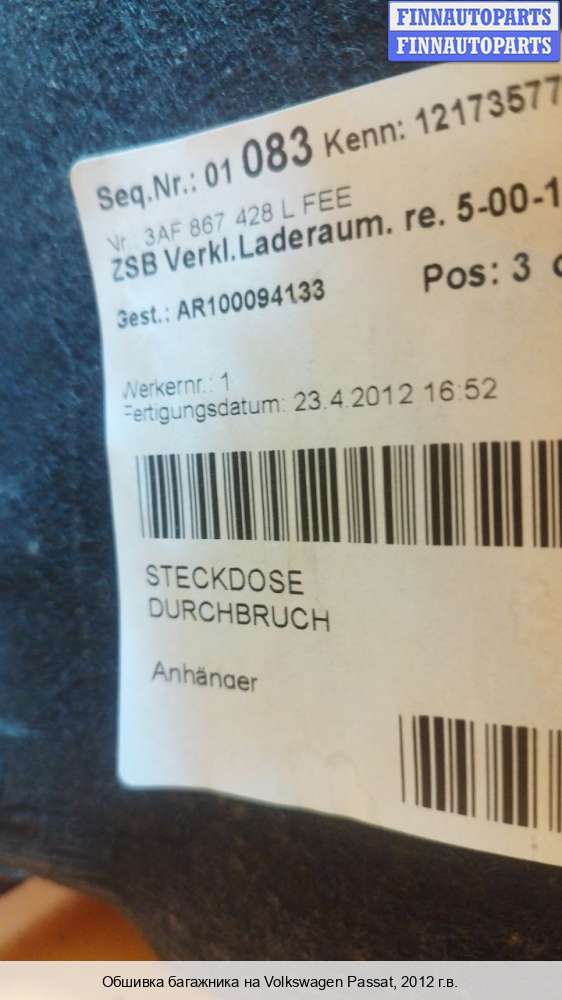 FINNAUTOPARTS
FINNAUTOPARTS
Seq.Nr.: 01 083 Kenn: 12173577
Nr.: 3AF 867 428 L FEE
ZSB Verkl.Laderaum. re. 5-00-1
Gest.: AR100094133 Pos: 3
Werkernr.: 1
Fertigungsdatum: 23.4.2012 16:52
STECKDOSE
DURCHBRUCH
Anhänger
Обшивка багажника на Volkswagen Passat, 2012 г.в.